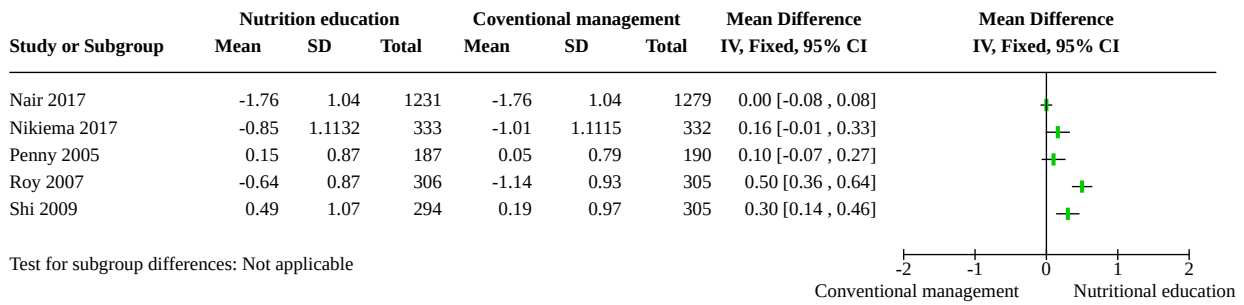 Nutrition education Coventional management Mean Difference Mean Difference
Study or Subgroup Mean SD Total Mean SD Total IV, Fixed, 95% CI IV, Fixed, 95% CI
Nair 2017 -1.76 1.04 1231 -1.76 1.04 1279 0.00 [-0.08 , 0.08]
Nikiema 2017 -0.85 1.1132 333 -1.01 1.1115 332 0.16 [-0.01 , 0.33]
Penny 2005 0.15 0.87 187 0.05 0.79 190 0.10 [-0.07 , 0.27]
Roy 2007 -0.64 0.87 306 -1.14 0.93 305 0.50 [0.36 , 0.64]
Shi 2009 0.49 1.07 294 0.19 0.97 305 0.30 [0.14 , 0.46]
Test for subgroup differences: Not applicable
-2 -1 0 1 2
Conventional management Nutritional education